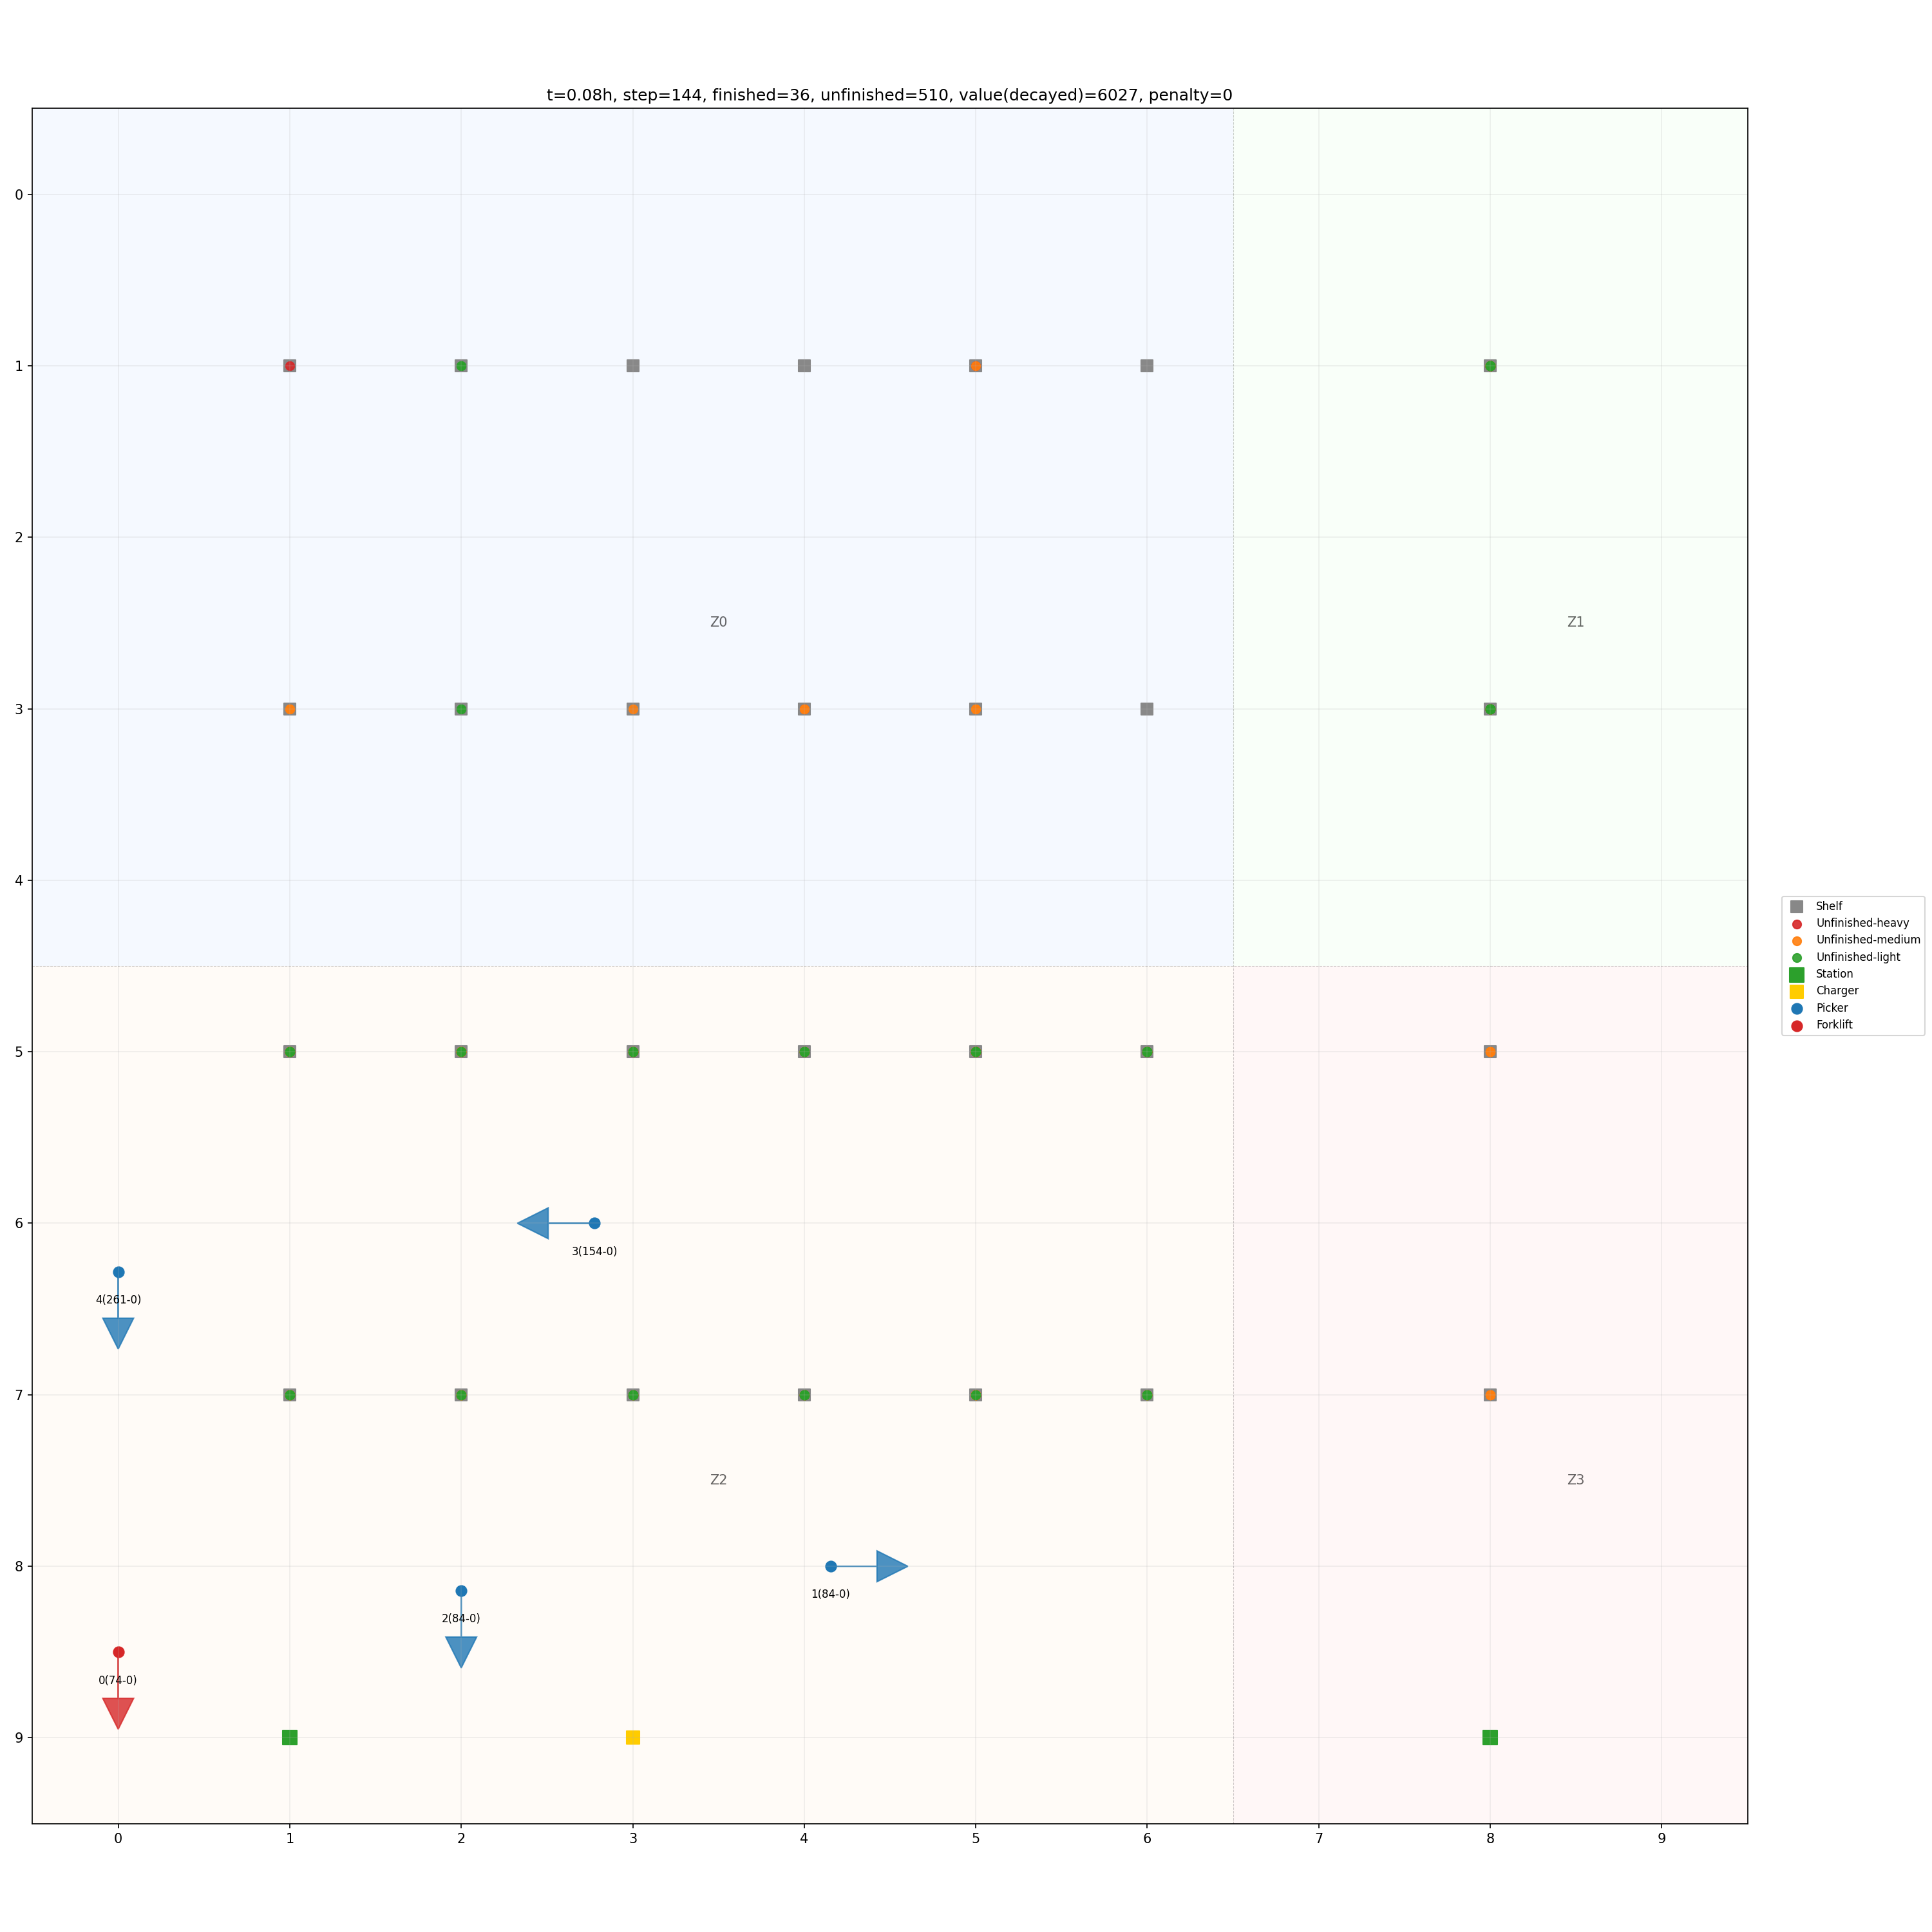 t=0.08h, step=144, finished=36, unfinished=510, value(decayed)=6027, penalty=0
0
1
2
Z0
Z1
3
4
Shelf
Unfinished-heavy
Unfinished-medium
Unfinished-light
Station
Charger
Picker
Forklift
5
6
3(154-0)
4(261-0)
7
Z2
Z3
8
1(84-0)
2(84-0)
0(74-0)
9
0 1 2 3 4 5 6 7 8 9